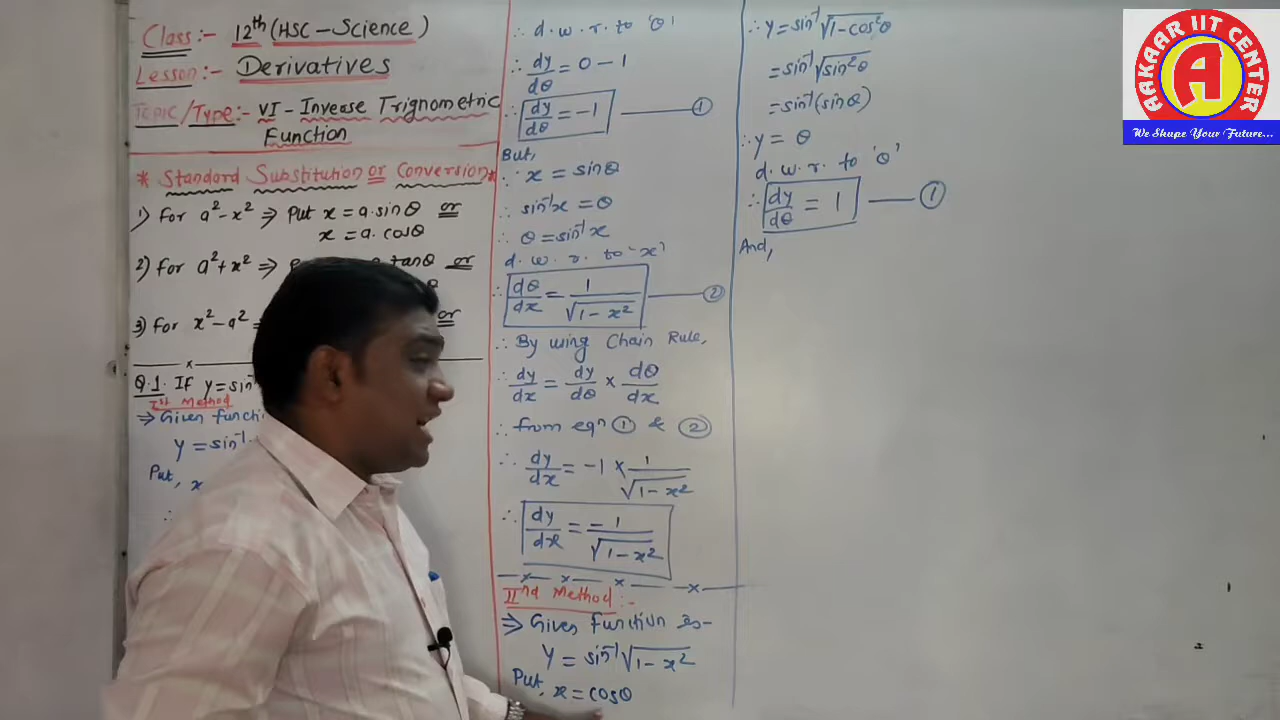 Class:- 12th (HSC - Science)
Lesson:- Derivatives
TOPIC/Type:- VI - Invease Trignometric
Function
* Standard Substitution or Conversion *
1) For a² - x² ⇒ Put x = a.sinθ or
x = a. cosθ
2) For a² + x² ⇒ tanθ or
θ
3) For x² - a² = or
x
Q.1. If y = sin⁻¹
Ist Method
⇒ Given functi
y = sin⁻¹
Put, x
∴
∴ d.w.r. to 'θ'
∴ dy/dθ = 0 - 1
∴ dy/dθ = -1 ——— ①
But,
∵ x = sinθ
∴ sin⁻¹x = θ
∴ θ = sin⁻¹x
d.w.r. to 'x'
∴ dθ/dx = 1/√(1-x²) ——— ②
∴ By using Chain Rule,
∴ dy/dx = dy/dθ × dθ/dx
∴ from eqn ① & ②
∴ dy/dx = -1 × 1/√(1-x²)
∴ dy/dx = -1/√(1-x²)
—x—x—x—x—
IInd Method:-
⇒ Given function is-
y = sin⁻¹√(1-x²)
Put, x = cosθ
∴ y = sin⁻¹√(1-cos²θ)
= sin⁻¹√(sin²θ)
= sin⁻¹(sinθ)
∴ y = θ
d.w.r. to 'θ'
∴ dy/dθ = 1 —— ①
And,
AAKAAR IIT CENTER
A
We Shape Your Future...